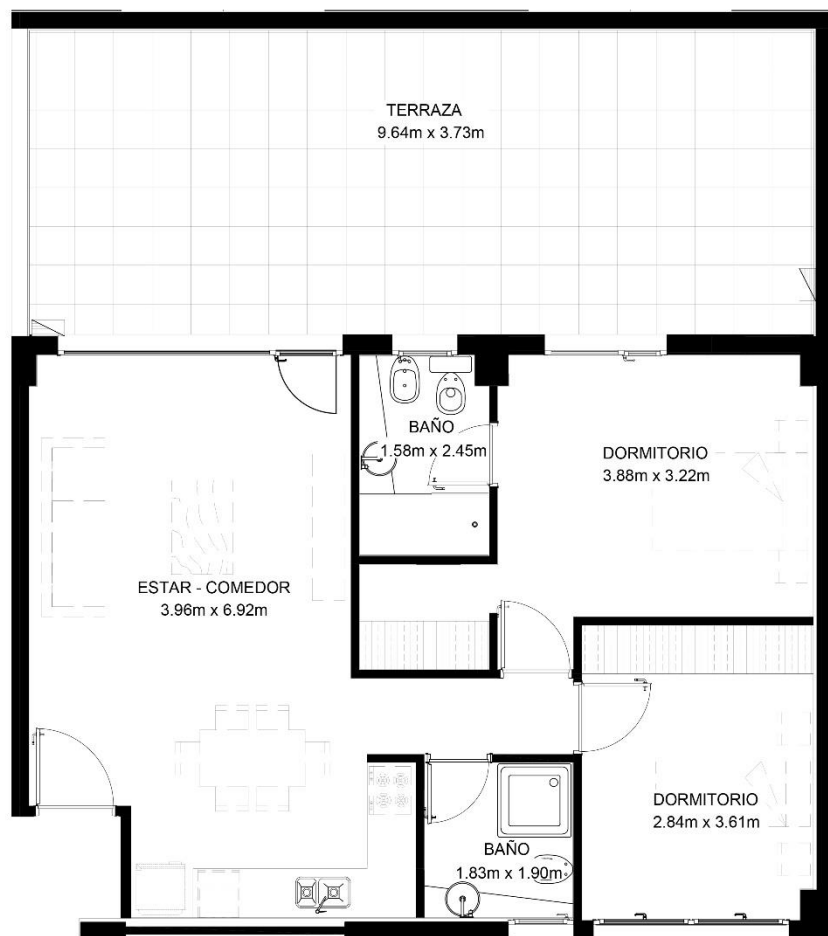 TERRAZA
9.64m x 3.73m
BAÑO
1.58m x 2.45m
DORMITORIO
3.88m x 3.22m
ESTAR - COMEDOR
3.96m x 6.92m
DORMITORIO
2.84m x 3.61m
BAÑO
1.83m x 1.90m